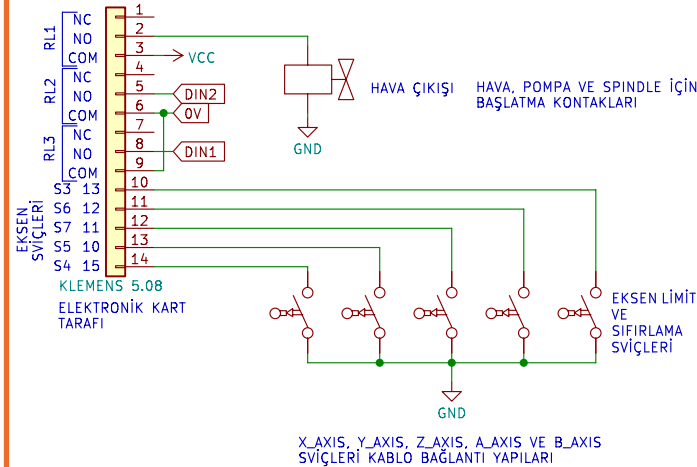 RL1
NC
NO
COM
RL2
NC
NO
COM
RL3
NC
NO
COM
1
2
3
4
5
6
7
8
9
10
11
12
13
14
VCC
DIN2
0V
DIN1
HAVA ÇIKIŞI
GND
HAVA, POMPA VE SPINDLE İÇİN
BAŞLATMA KONTAKLARI
EKSEN
SVİÇLERİ
S3 13
S6 12
S7 11
S5 10
S4 15
KLEMENS 5.08
ELEKTRONİK KART
TARAFI
EKSEN LİMİT
VE
SIFIRLAMA
SVİÇLERİ
GND
X_AXIS, Y_AXIS, Z_AXIS, A_AXIS VE B_AXIS
SVİÇLERİ KABLO BAĞLANTI YAPILARI